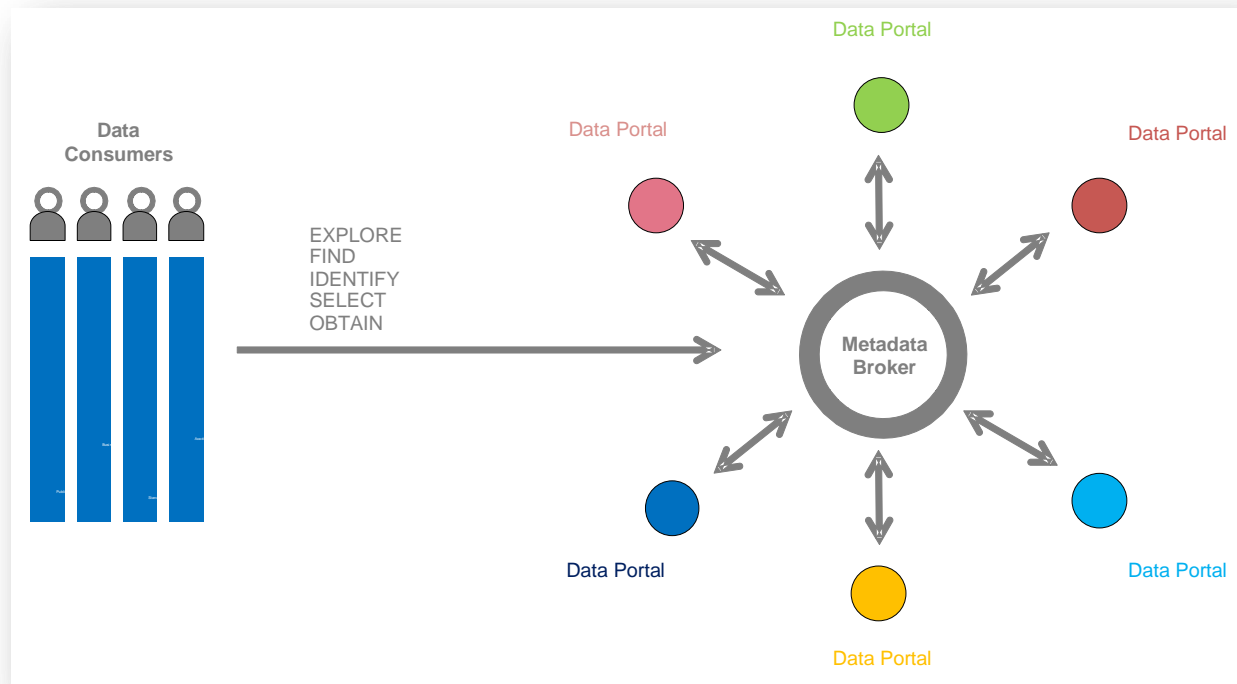 Data Portal
Data Portal
Data Portal
Data
Consumers
EXPLORE
FIND
IDENTIFY
SELECT
OBTAIN
Metadata
Broker
Data Portal
Data Portal
Data Portal